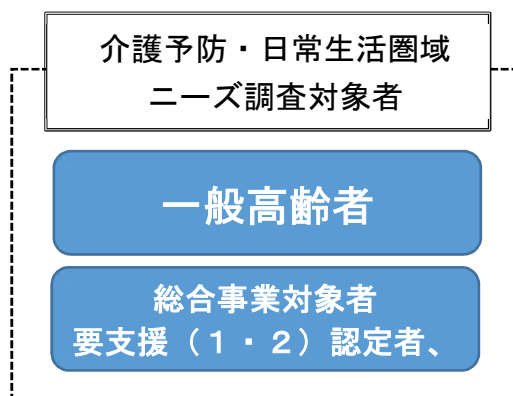 介護予防・日常生活圏域
ニーズ調査対象者
一般高齢者
総合事業対象者
要支援（１・２）認定者、